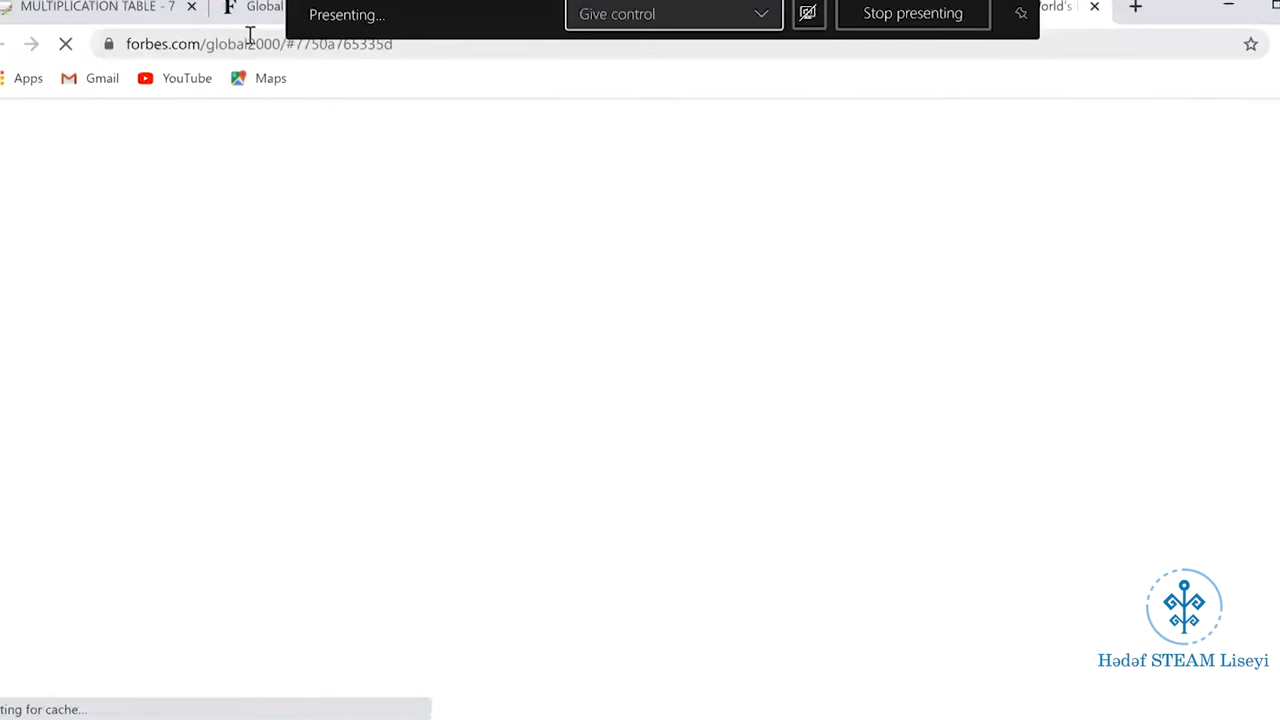 MULTIPLICATION TABLE - 7
Global
Presenting...
Give control
Stop presenting
orld's
forbes.com/global2000/#7750a765335d
Apps
Gmail
YouTube
Maps
Hədəf STEAM Liseyi
ting for cache...